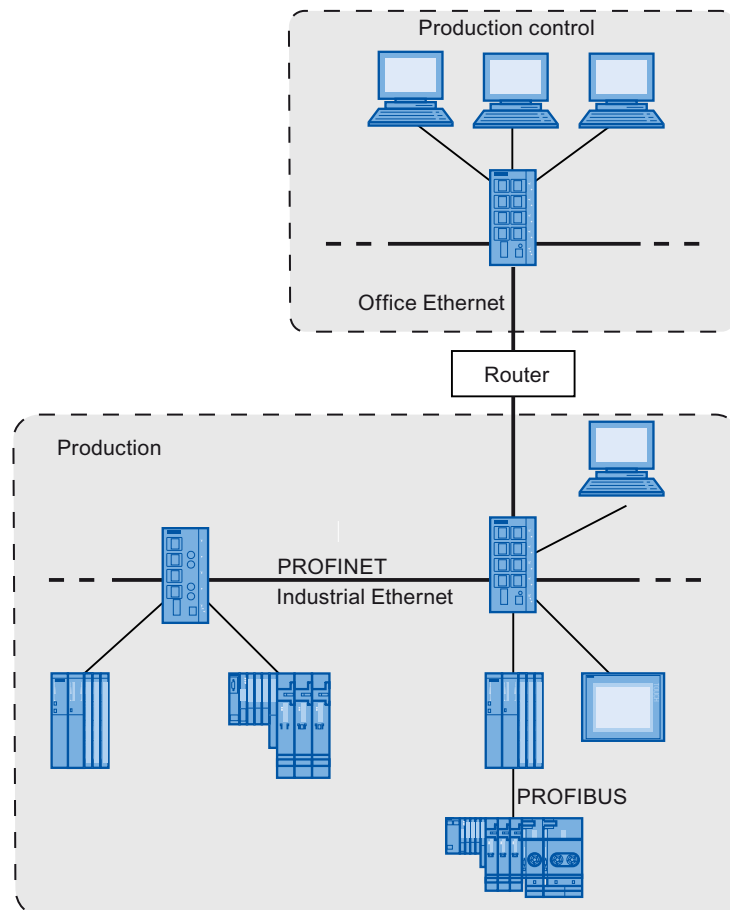 Production control
Office Ethernet
Router
Production
PROFINET
Industrial Ethernet
PROFIBUS